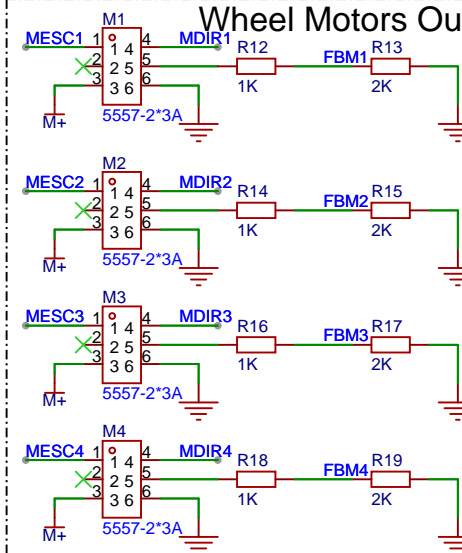 Wheel Motors Ou
M1
MESC1 1 1 4 4 MDIR1 R12 FBM1 R13
2 2 5 5
3 3 6 6 1K 2K
M+ 5557-2*3A
M2
MESC2 1 1 4 4 MDIR2 R14 FBM2 R15
2 2 5 5
3 3 6 6 1K 2K
M+ 5557-2*3A
M3
MESC3 1 1 4 4 MDIR3 R16 FBM3 R17
2 2 5 5
3 3 6 6 1K 2K
M+ 5557-2*3A
M4
MESC4 1 1 4 4 MDIR4 R18 FBM4 R19
2 2 5 5
3 3 6 6 1K 2K
M+ 5557-2*3A